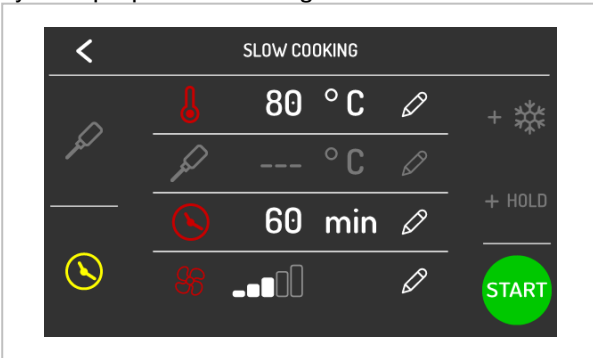 SLOW COOKING
80 °C
+
--- °C
+ HOLD
60 min
START